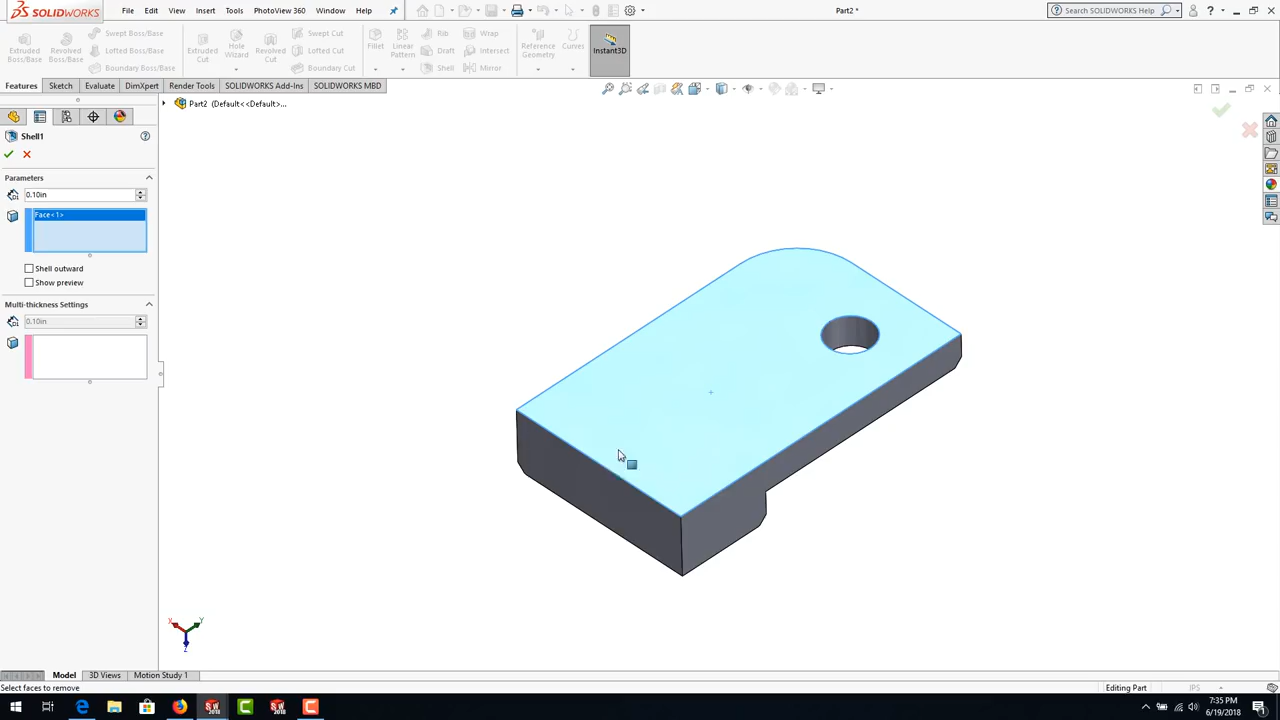 SOLIDWORKS File Edit View Insert Tools PhotoView 360 Window Help Part2 * Search SOLIDWORKS Help
Extruded Boss/Base
Revolved Boss/Base
Swept Boss/Base
Lofted Boss/Base
Boundary Boss/Base
Extruded Cut
Hole Wizard
Revolved Cut
Swept Cut
Lofted Cut
Boundary Cut
Fillet
Linear Pattern
Rib
Draft
Shell
Wrap
Intersect
Mirror
Reference Geometry
Curves
Instant3D
Features Sketch Evaluate DimXpert Render Tools SOLIDWORKS Add-Ins SOLIDWORKS MBD
Part2 (Default<<Default>...
Shell1
Parameters
0.10in
Face<1>
Shell outward
Show preview
Multi-thickness Settings
0.10in
X Y
Z
Model 3D Views Motion Study 1
Select faces to remove Editing Part IPS
SW 2018
7:35 PM
6/19/2018